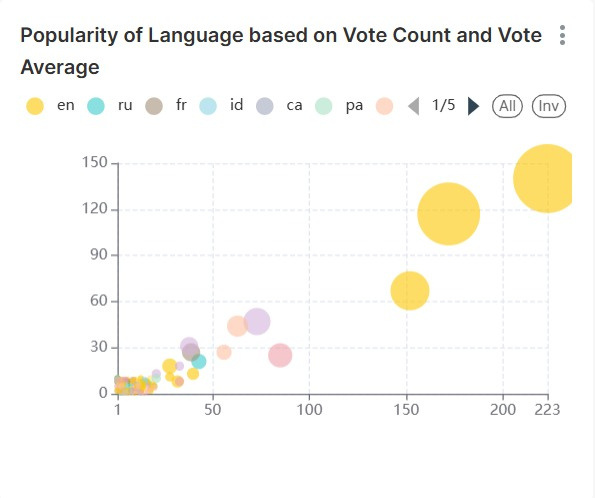 Popularity of Language based on Vote Count and Vote
Average
en ru fr id ca pa 1/5 All Inv
150
120
90
60
30
0
1 50 100 150 200 223